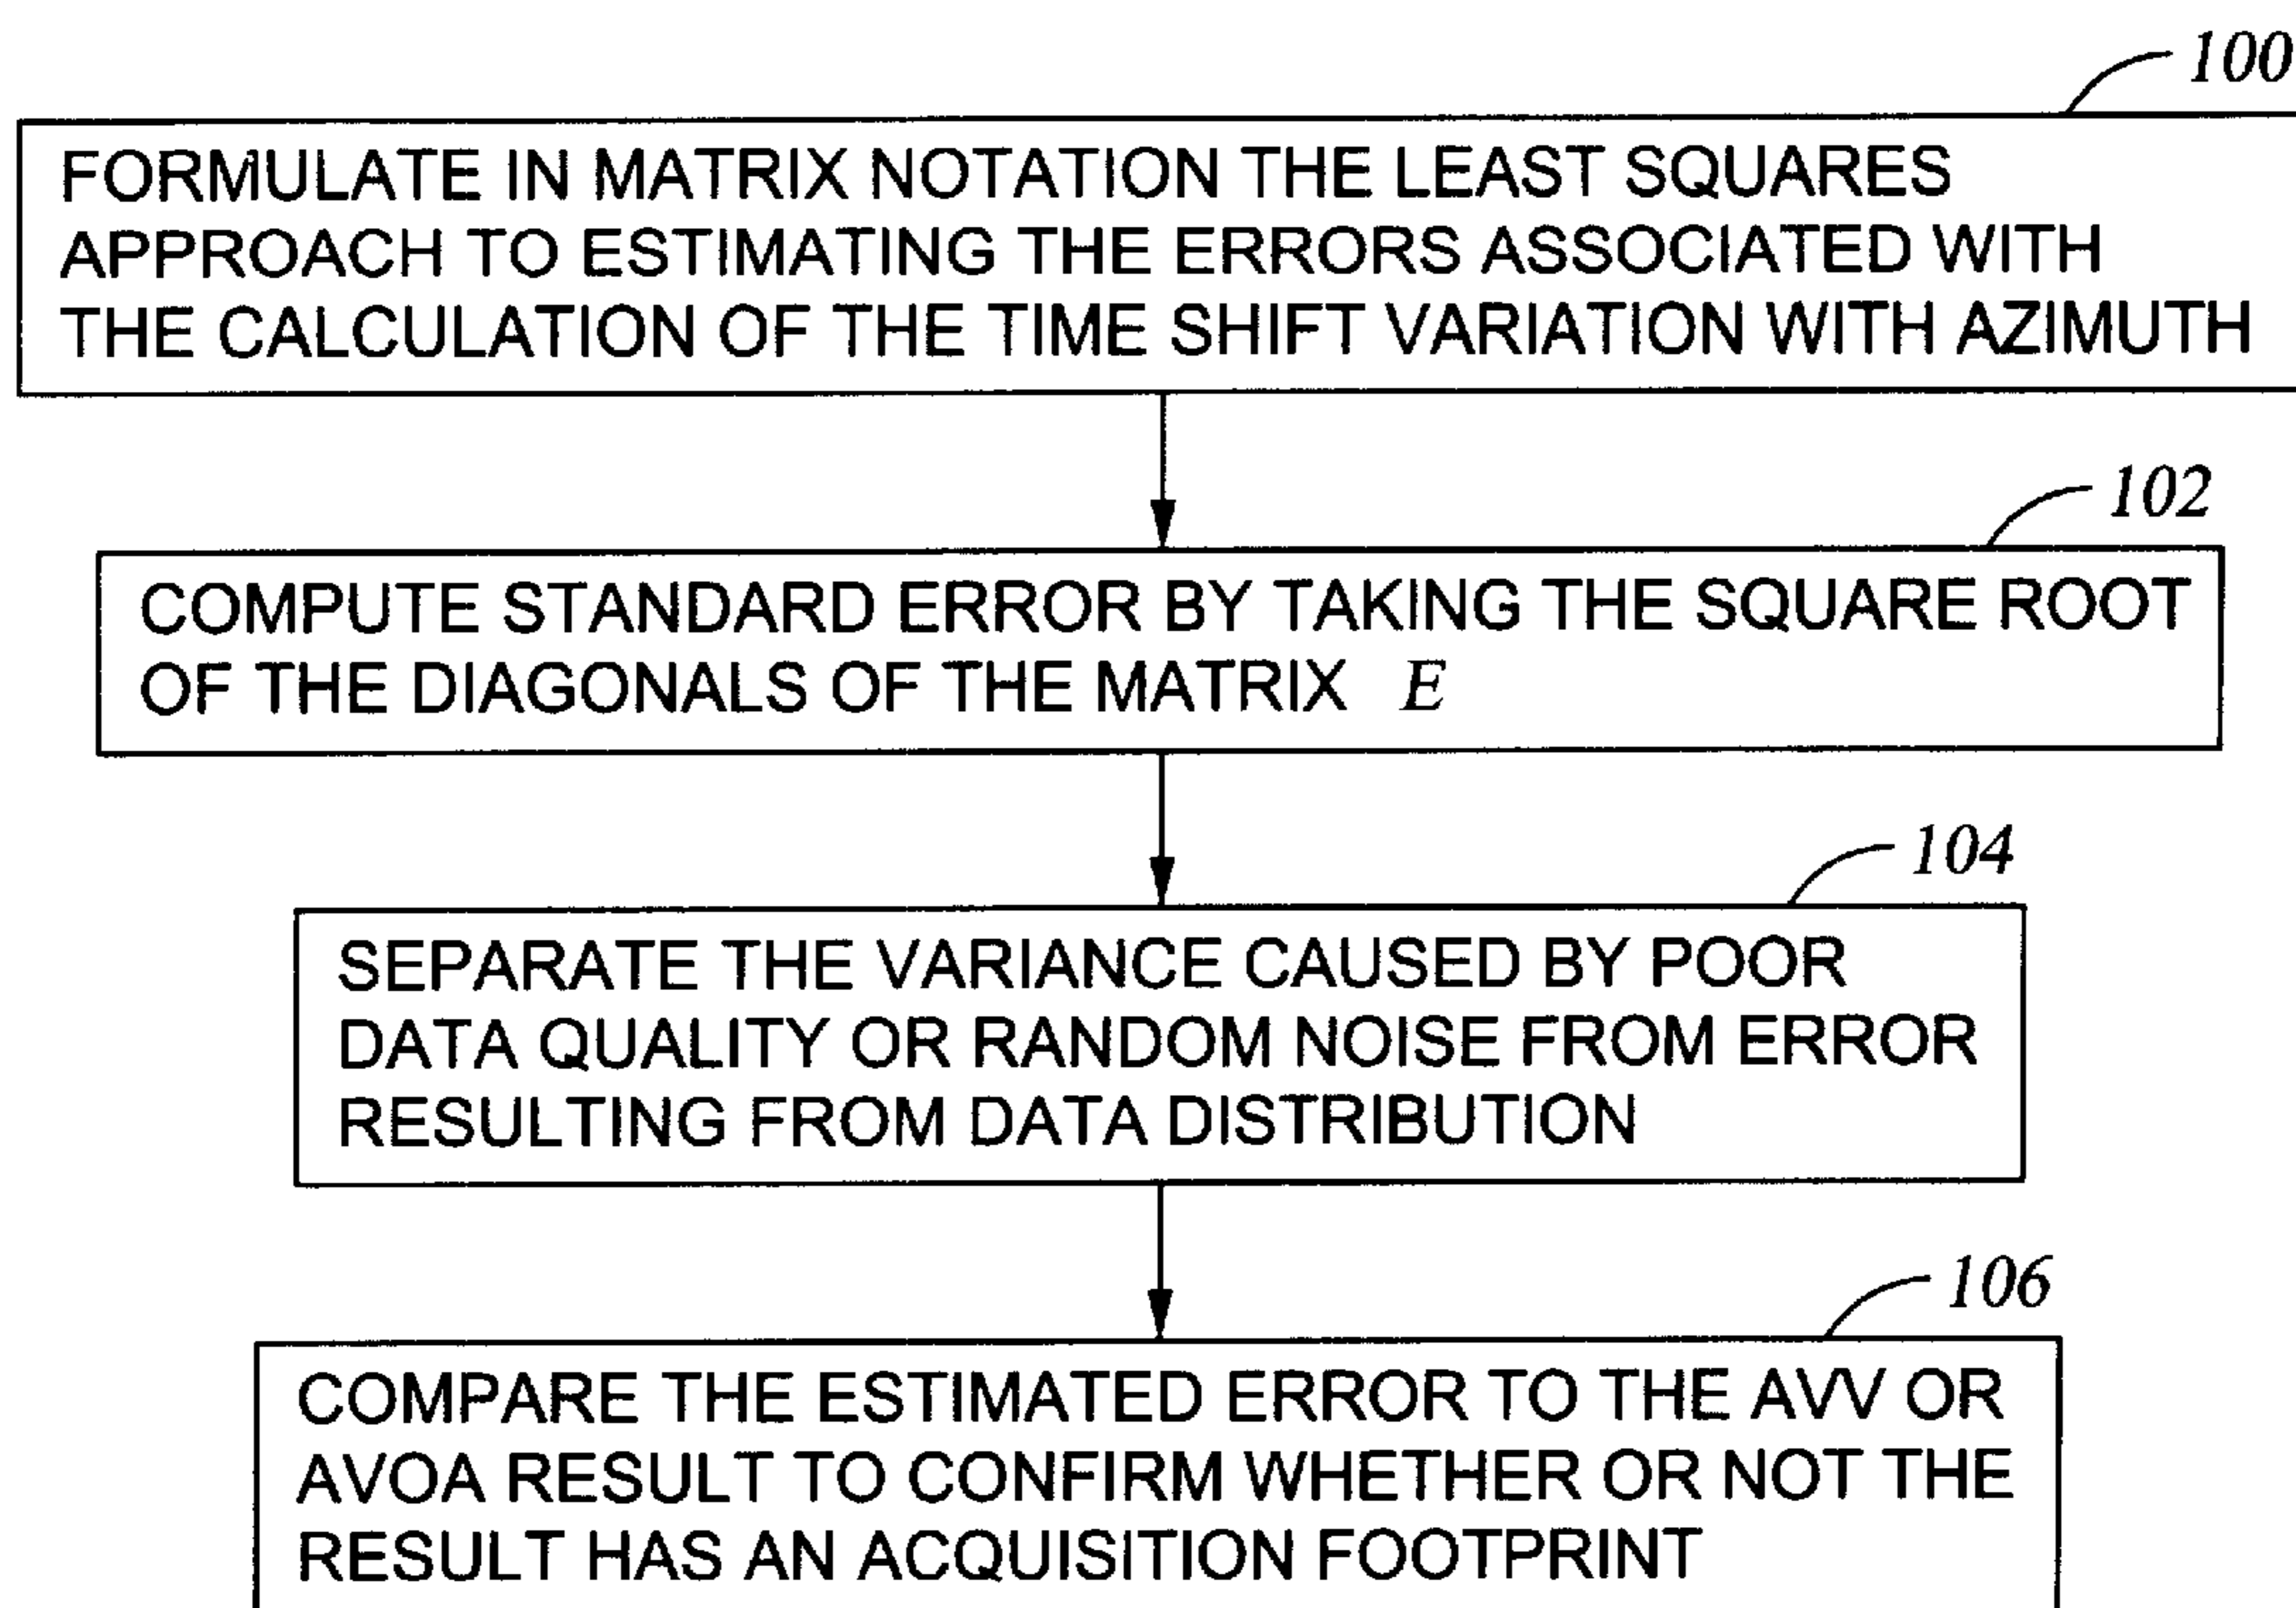 100
FORMULATE IN MATRIX NOTATION THE LEAST SQUARES
APPROACH TO ESTIMATING THE ERRORS ASSOCIATED WITH
THE CALCULATION OF THE TIME SHIFT VARIATION WITH AZIMUTH
102
COMPUTE STANDARD ERROR BY TAKING THE SQUARE ROOT
OF THE DIAGONALS OF THE MATRIX E
104
SEPARATE THE VARIANCE CAUSED BY POOR
DATA QUALITY OR RANDOM NOISE FROM ERROR
RESULTING FROM DATA DISTRIBUTION
106
COMPARE THE ESTIMATED ERROR TO THE AVV OR
AVOA RESULT TO CONFIRM WHETHER OR NOT THE
RESULT HAS AN ACQUISITION FOOTPRINT